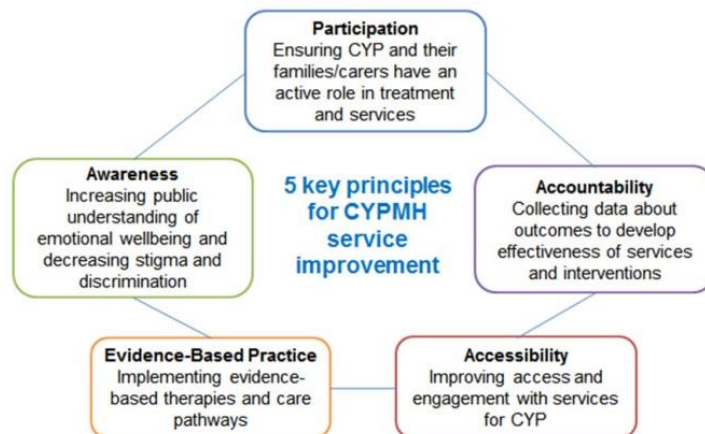 Participation
Ensuring CYP and their
families/carers have an
active role in treatment
and services
Awareness
Increasing public
understanding of
emotional wellbeing and
decreasing stigma and
discrimination
5 key principles
for CYPMH
service
improvement
Accountability
Collecting data about
outcomes to develop
effectiveness of services
and interventions
Evidence-Based Practice
Implementing evidence-
based therapies and care
pathways
Accessibility
Improving access and
engagement with services
for CYP